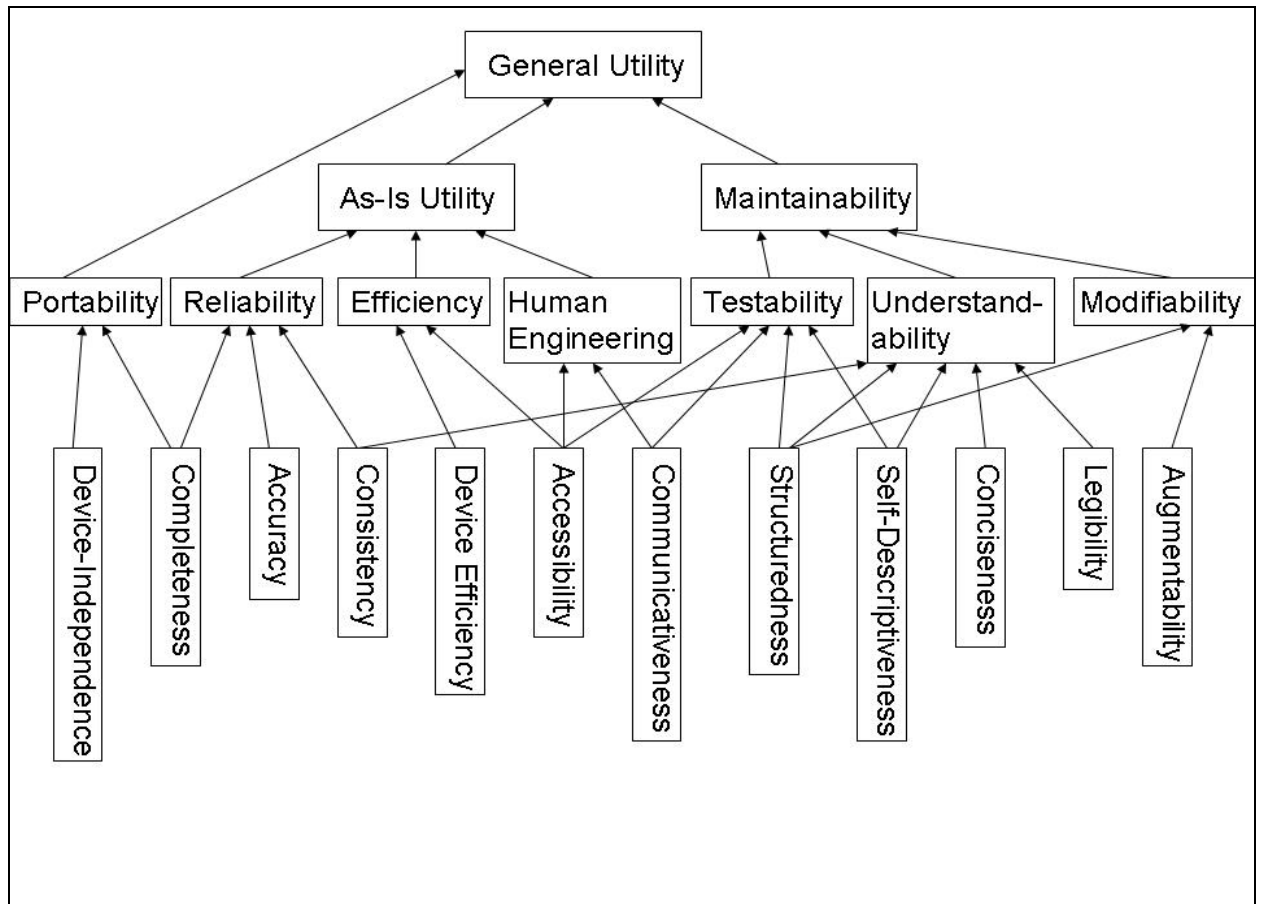 General Utility
As-Is Utility
Maintainability
Portability
Reliability
Efficiency
Human
Engineering
Testability
Understand-
ability
Modifiability
Device-Independence
Completeness
Accuracy
Consistency
Device Efficiency
Accessibility
Communicativeness
Structuredness
Self-Descriptiveness
Conciseness
Legibility
Augmentability